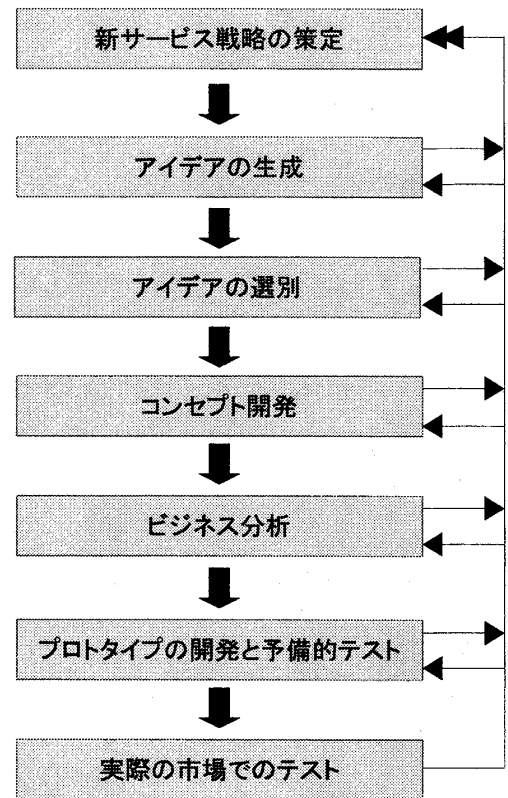 新サービス戦略の策定
アイデアの生成
アイデアの選別
コンセプト開発
ビジネス分析
プロトタイプの開発と予備的テスト
実際の市場でのテスト